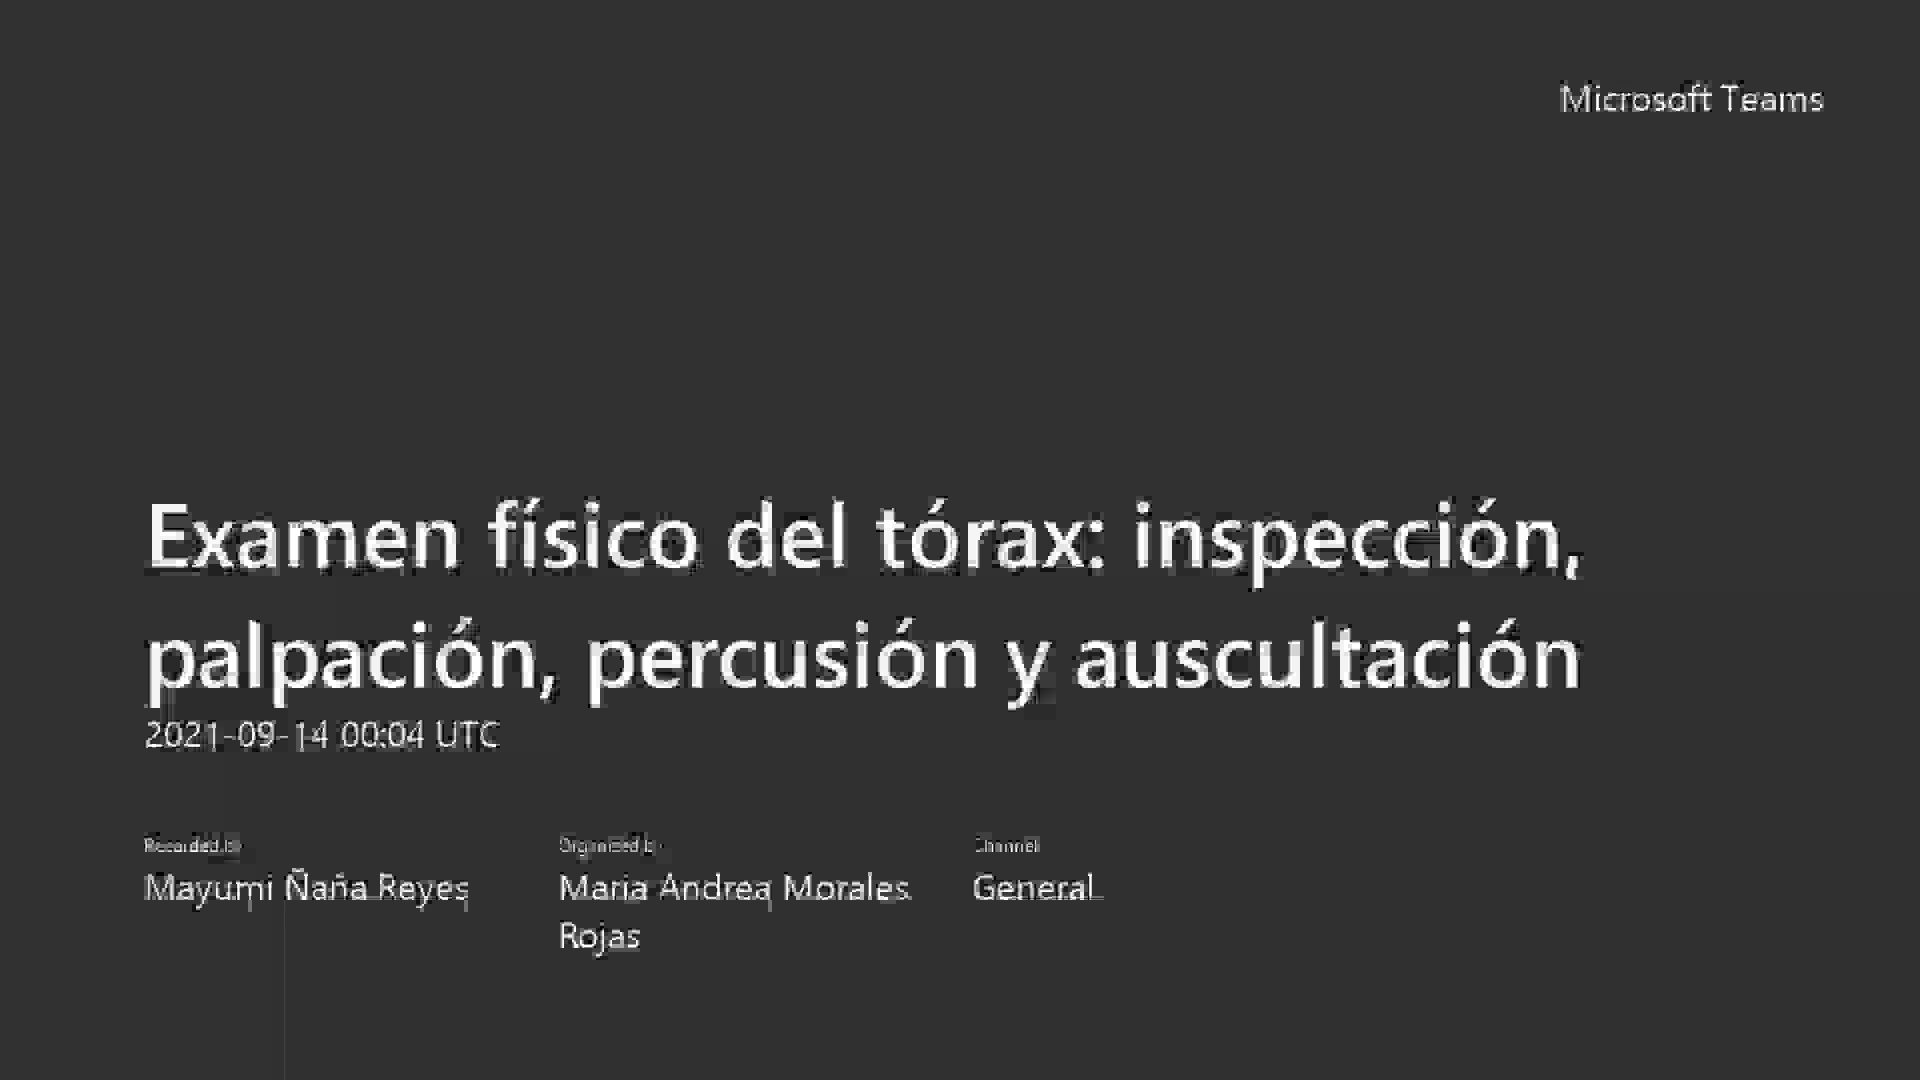 Microsoft Teams
Examen físico del tórax: inspección,
palpación, percusión y auscultación
2021-09-14 00:04 UTC
Recorded by
Organized by
Channel
Mayumi Ñaña Reyes
Maria Andrea Morales
Rojas
General